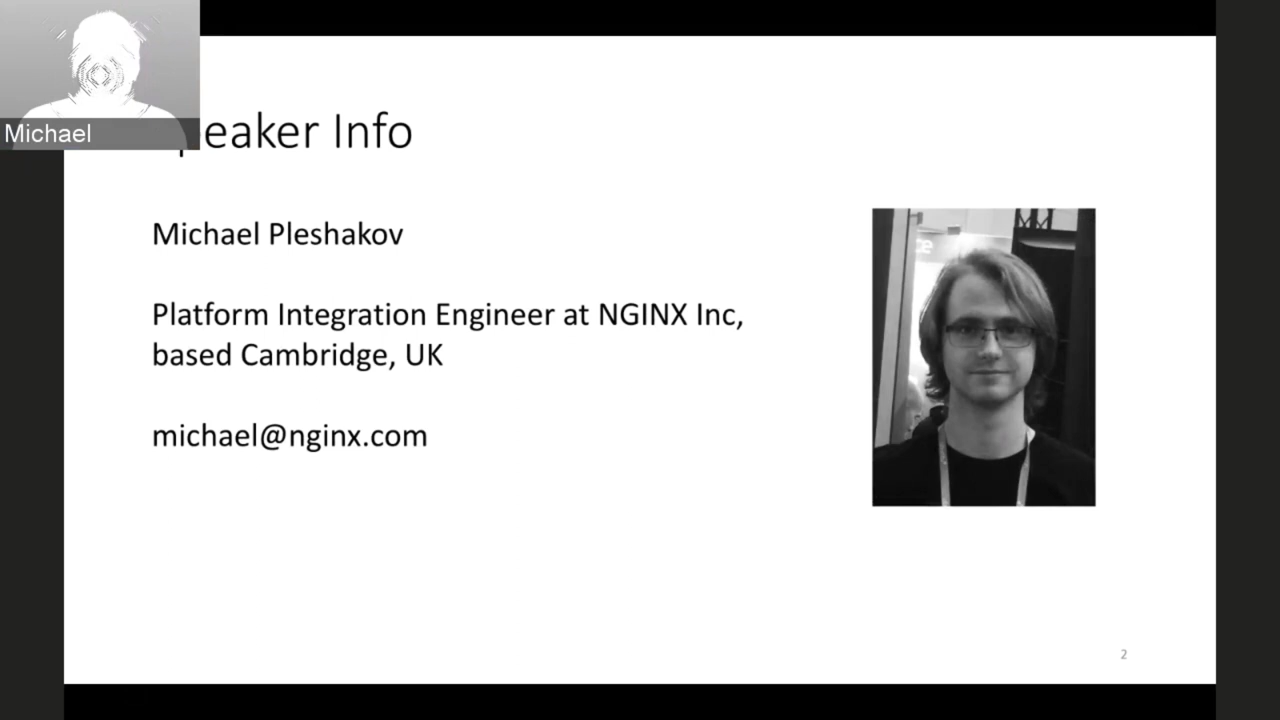 Michael
peaker Info
Michael Pleshakov
Platform Integration Engineer at NGINX Inc,
based Cambridge, UK
michael@nginx.com
2